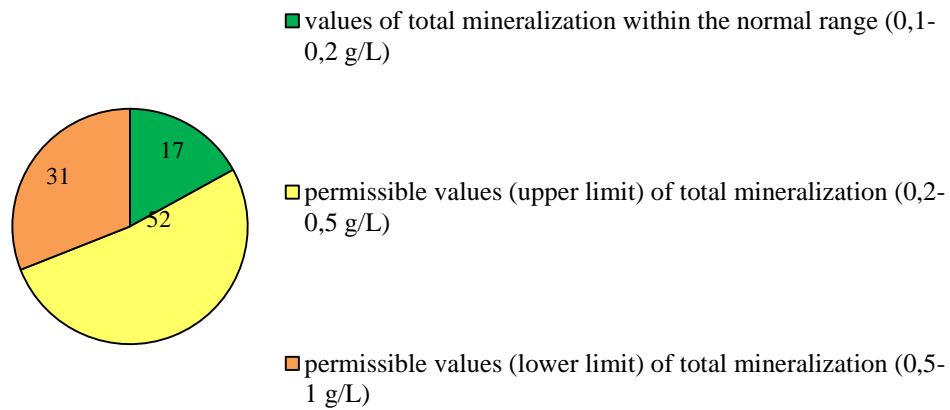 values of total mineralization within the normal range (0,1-
0,2 g/L)
17
31
52
permissible values (upper limit) of total mineralization (0,2-
0,5 g/L)
permissible values (lower limit) of total mineralization (0,5-
1 g/L)